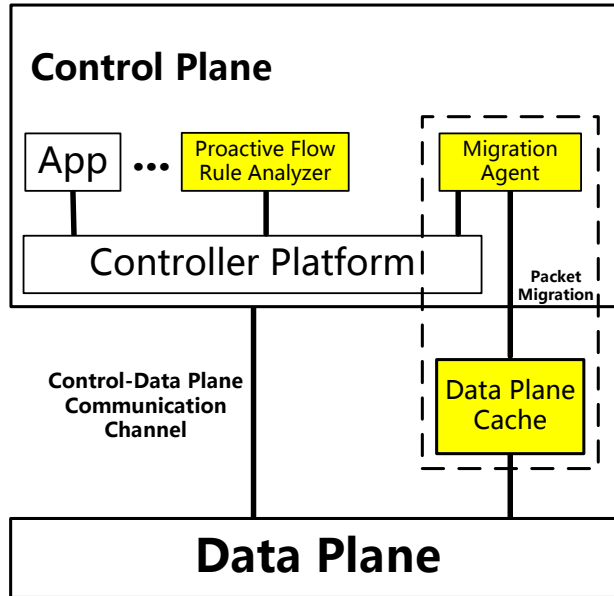 Control Plane
App
...
Proactive Flow
Rule Analyzer
Migration
Agent
Controller Platform
Packet
Migration
Control-Data Plane
Communication
Channel
Data Plane
Cache
Data Plane